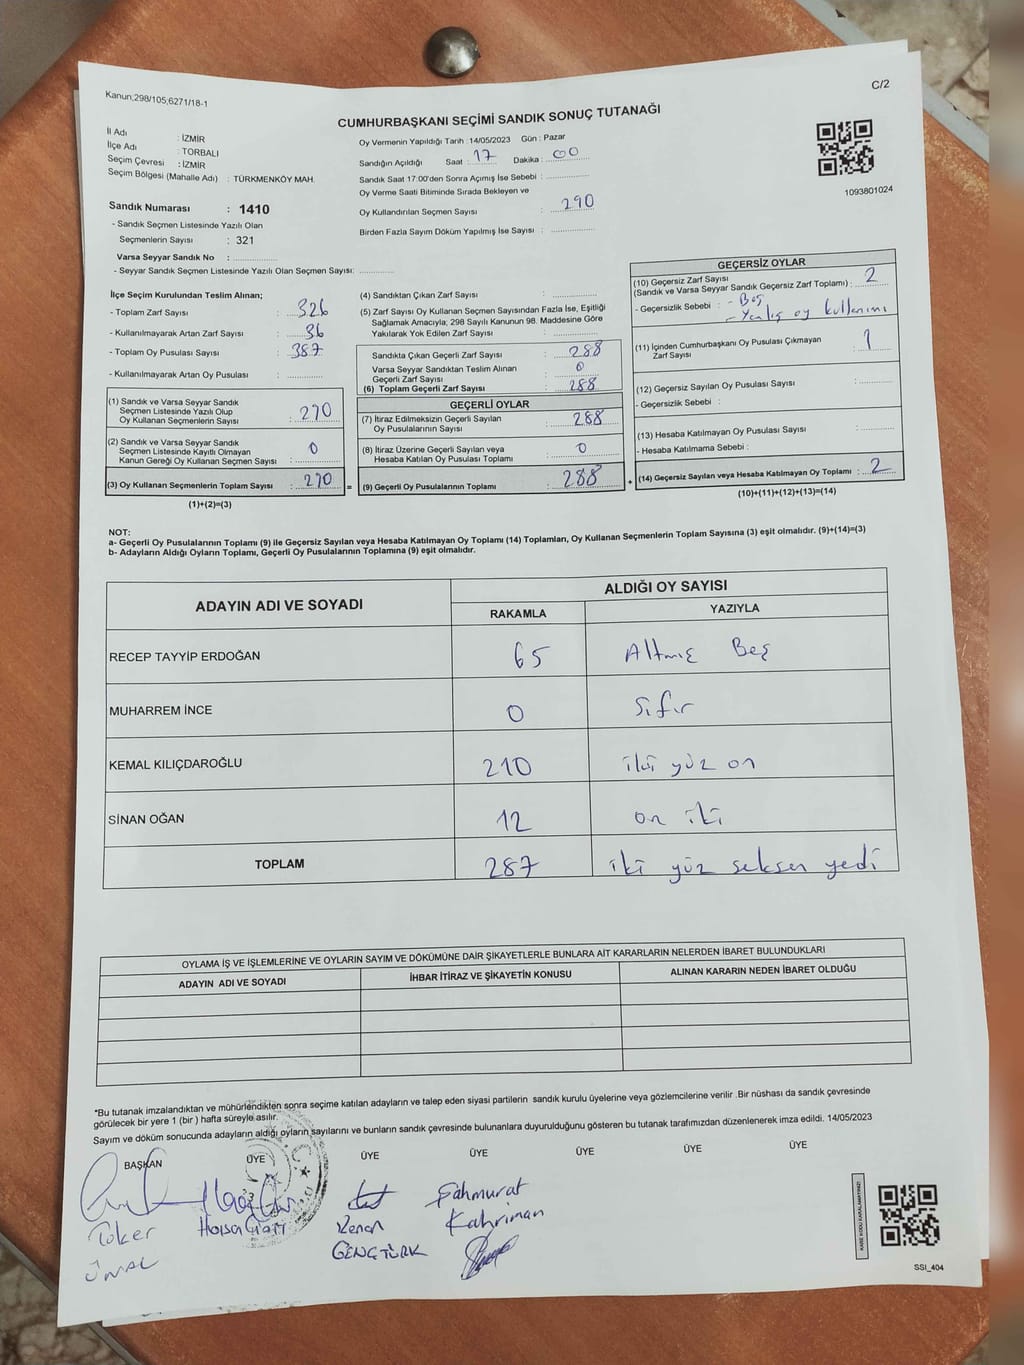 Kanun;298/105;6271/18-1
C/2
CUMHURBAŞKANI SEÇİMİ SANDIK SONUÇ TUTANAĞI
İl Adı : İZMİR
İlçe Adı : TORBALI
Seçim Çevresi : İZMİR
Seçim Bölgesi (Mahalle Adı) : TÜRKMENKÖY MAH.
Oy Vermenin Yapıldığı Tarih :14/05/2023 Gün : Pazar
Sandığın Açıldığı Saat : 17 Dakika : 00
Sandık Saat 17:00'den Sonra Açımış İse Sebebi :
Oy Verme Saati Bitiminde Sırada Bekleyen ve
Oy Kullandırılan Seçmen Sayısı : 290
Birden Fazla Sayım Döküm Yapılmış İse Sayısı :
1093801024
Sandık Numarası : 1410
- Sandık Seçmen Listesinde Yazılı Olan
Seçmenlerin Sayısı : 321
Varsa Seyyar Sandık No :
- Seyyar Sandık Seçmen Listesinde Yazılı Olan Seçmen Sayısı:
İlçe Seçim Kurulundan Teslim Alınan;
- Toplam Zarf Sayısı : 326
- Kullanılmayarak Artan Zarf Sayısı : 36
- Toplam Oy Pusulası Sayısı : 387
- Kullanılmayarak Artan Oy Pusulası :
(1) Sandık ve Varsa Seyyar Sandık
Seçmen Listesinde Yazılı Olup
Oy Kullanan Seçmenlerin Sayısı : 290
(2) Sandık ve Varsa Seyyar Sandık
Seçmen Listesinde Kayıtlı Olmayan
Kanun Gereği Oy Kullanan Seçmen Sayısı : 0
(3) Oy Kullanan Seçmenlerin Toplam Sayısı : 290
(1)+(2)=(3)
(4) Sandıktan Çıkan Zarf Sayısı :
(5) Zarf Sayısı Oy Kullanan Seçmen Sayısından Fazla İse, Eşitliği
Sağlamak Amacıyla; 298 Sayılı Kanunun 98. Maddesine Göre
Yakılarak Yok Edilen Zarf Sayısı :
Sandıkta Çıkan Geçerli Zarf Sayısı : 288
Varsa Seyyar Sandıktan Teslim Alınan
Geçerli Zarf Sayısı : 0
(6) Toplam Geçerli Zarf Sayısı : 288
GEÇERLİ OYLAR
(7) İtiraz Edilmeksizin Geçerli Sayılan
Oy Pusulalarının Sayısı : 288
(8) İtiraz Üzerine Geçerli Sayılan veya
Hesaba Katılan Oy Pusulası Toplamı : 0
= (9) Geçerli Oy Pusulalarının Toplamı : 288
GEÇERSİZ OYLAR
(10) Geçersiz Zarf Sayısı
(Sandık ve Varsa Seyyar Sandık Geçersiz Zarf Toplamı) : 2
- Geçersizlik Sebebi : - Boş
- Yanlış oy kullanımı
(11) İçinden Cumhurbaşkanı Oy Pusulası Çıkmayan
Zarf Sayısı : 1
(12) Geçersiz Sayılan Oy Pusulası Sayısı :
- Geçersizlik Sebebi :
(13) Hesaba Katılmayan Oy Pusulası Sayısı :
- Hesaba Katılmama Sebebi :
+ (14) Geçersiz Sayılan veya Hesaba Katılmayan Oy Toplamı : 2
(10)+(11)+(12)+(13)=(14)
NOT:
a- Geçerli Oy Pusulalarının Toplamı (9) ile Geçersiz Sayılan veya Hesaba Katılmayan Oy Toplamı (14) Toplamları, Oy Kullanan Seçmenlerin Toplam Sayısına (3) eşit olmalıdır. (9)+(14)=(3)
b- Adayların Aldığı Oyların Toplamı, Geçerli Oy Pusulalarının Toplamına (9) eşit olmalıdır.
ADAYIN ADI VE SOYADI ALDIĞI OY SAYISI
RAKAMLA YAZIYLA
RECEP TAYYİP ERDOĞAN 65 Altmış Beş
MUHARREM İNCE 0 Sıfır
KEMAL KILIÇDAROĞLU 210 iki yüz on
SİNAN OĞAN 12 on iki
TOPLAM 287 iki yüz seksen yedi
OYLAMA İŞ VE İŞLEMLERİNE VE OYLARIN SAYIM VE DÖKÜMÜNE DAİR ŞİKAYETLERLE BUNLARA AİT KARARLARIN NELERDEN İBARET BULUNDUKLARI
ADAYIN ADI VE SOYADI İHBAR İTİRAZ VE ŞİKAYETİN KONUSU ALINAN KARARIN NEDEN İBARET OLDUĞU
*Bu tutanak imzalandıktan ve mühürlendikten sonra seçime katılan adayların ve talep eden siyasi partilerin sandık kurulu üyelerine veya gözlemcilerine verilir .Bir nüshası da sandık çevresinde
görülecek bir yere 1 (bir ) hafta süreyle asılır.
Sayım ve döküm sonucunda adayların aldığı oyların sayılarını ve bunların sandık çevresinde bulunanlara duyurulduğunu gösteren bu tutanak tarafımızdan düzenlenerek imza edildi. 14/05/2023
BAŞKAN ÜYE ÜYE ÜYE ÜYE ÜYE ÜYE
Toker
ÜNAL
Kenan
GENÇTÜRK
Şahmurat
Kahriman
KARE KODU KARALAMAYINIZ!
SSI_404